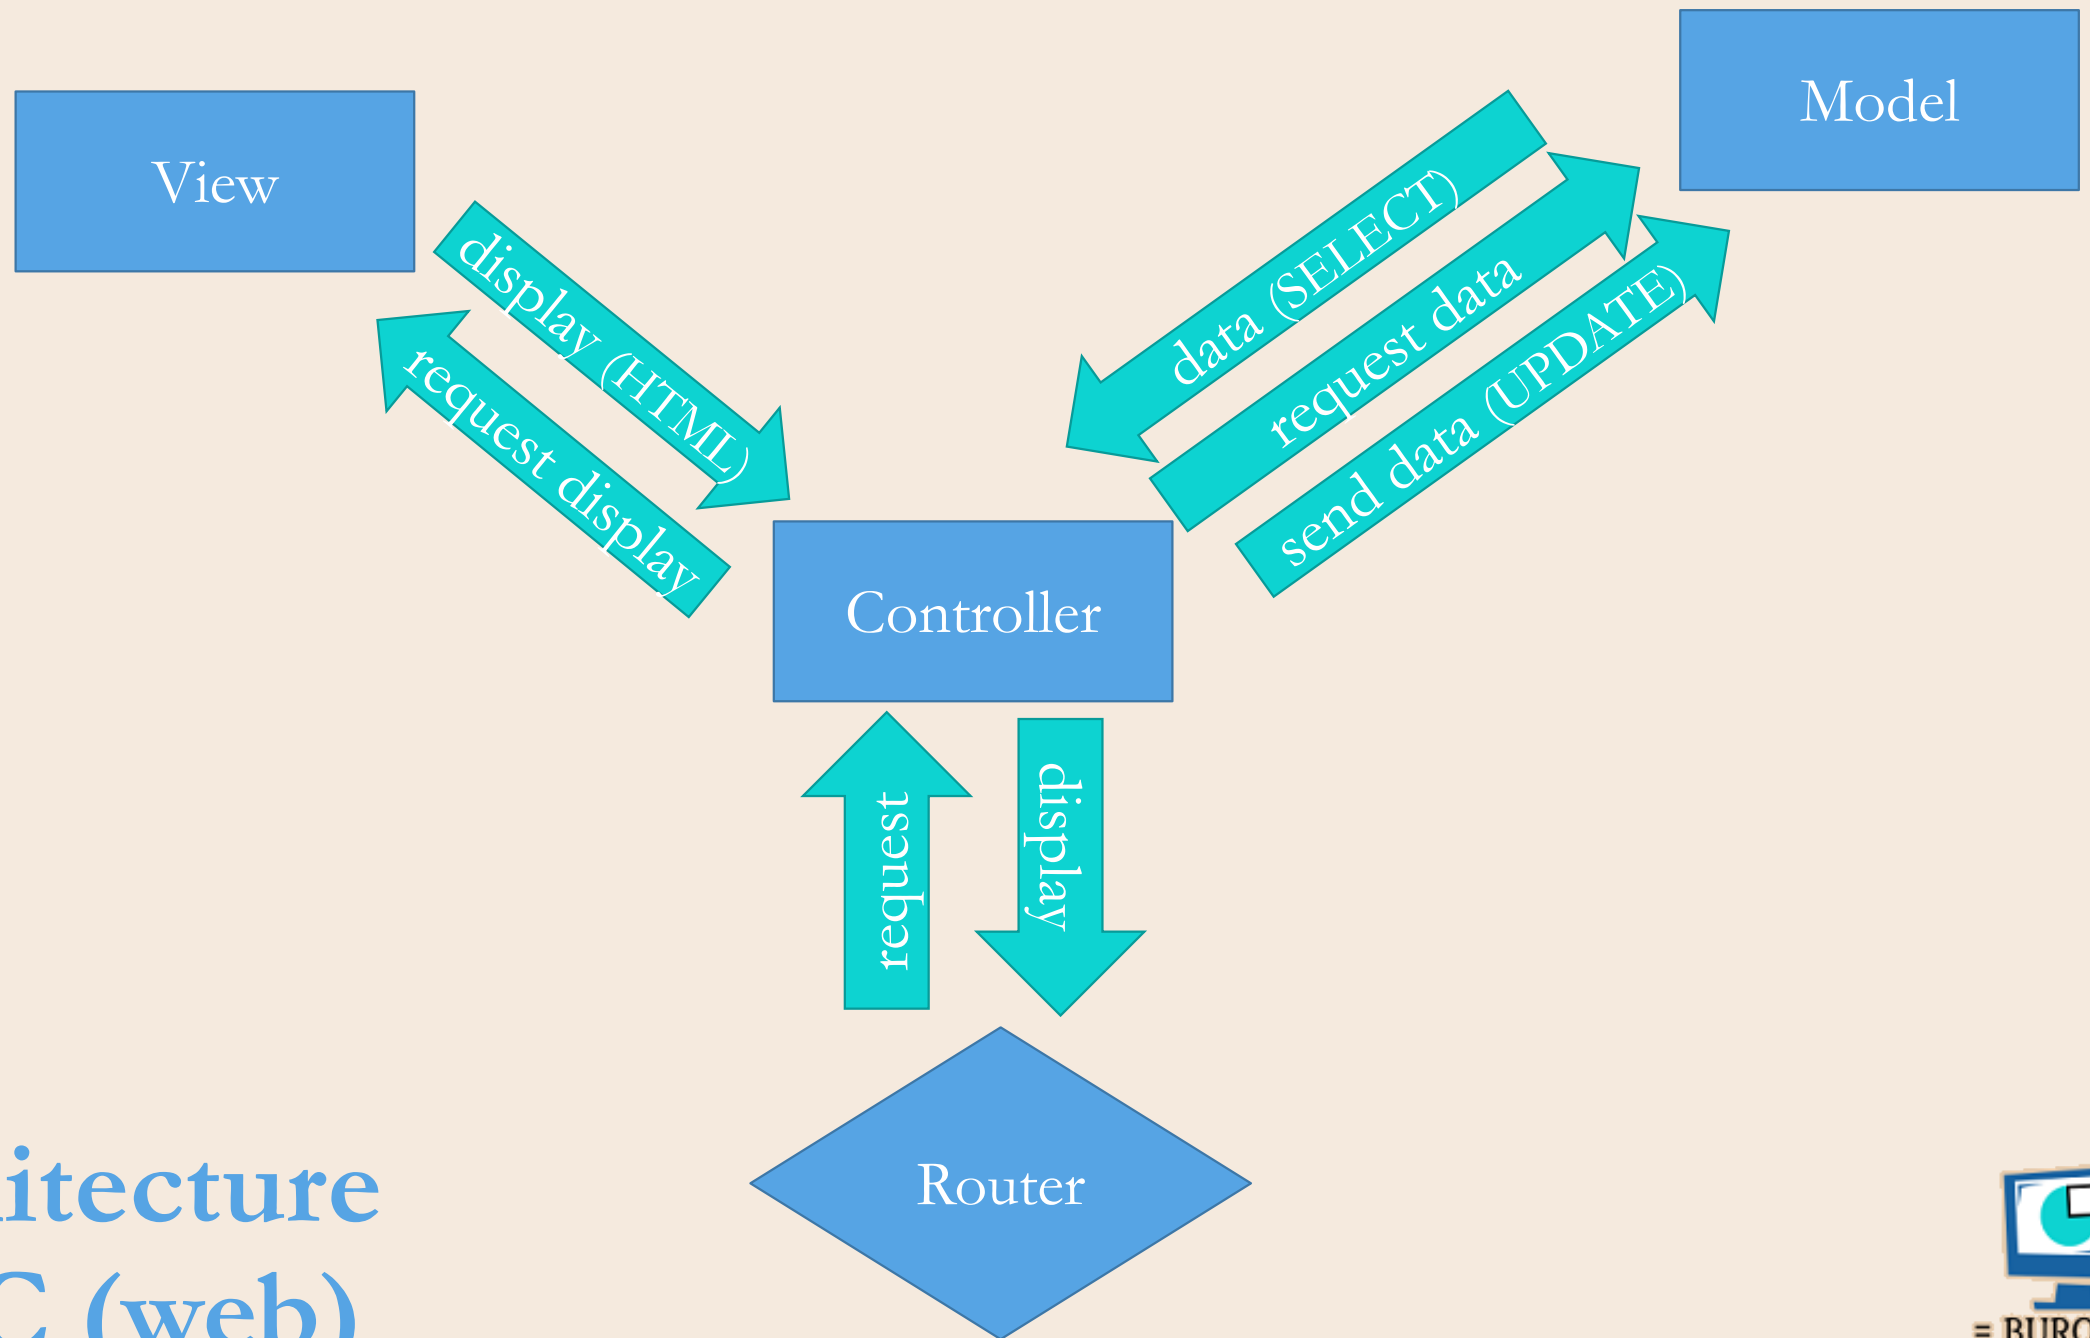 Model
View
data (SELECT)
request data
send data (UPDATE)
display (HTML)
request display
Controller
request
display
Router
itecture
C (web)